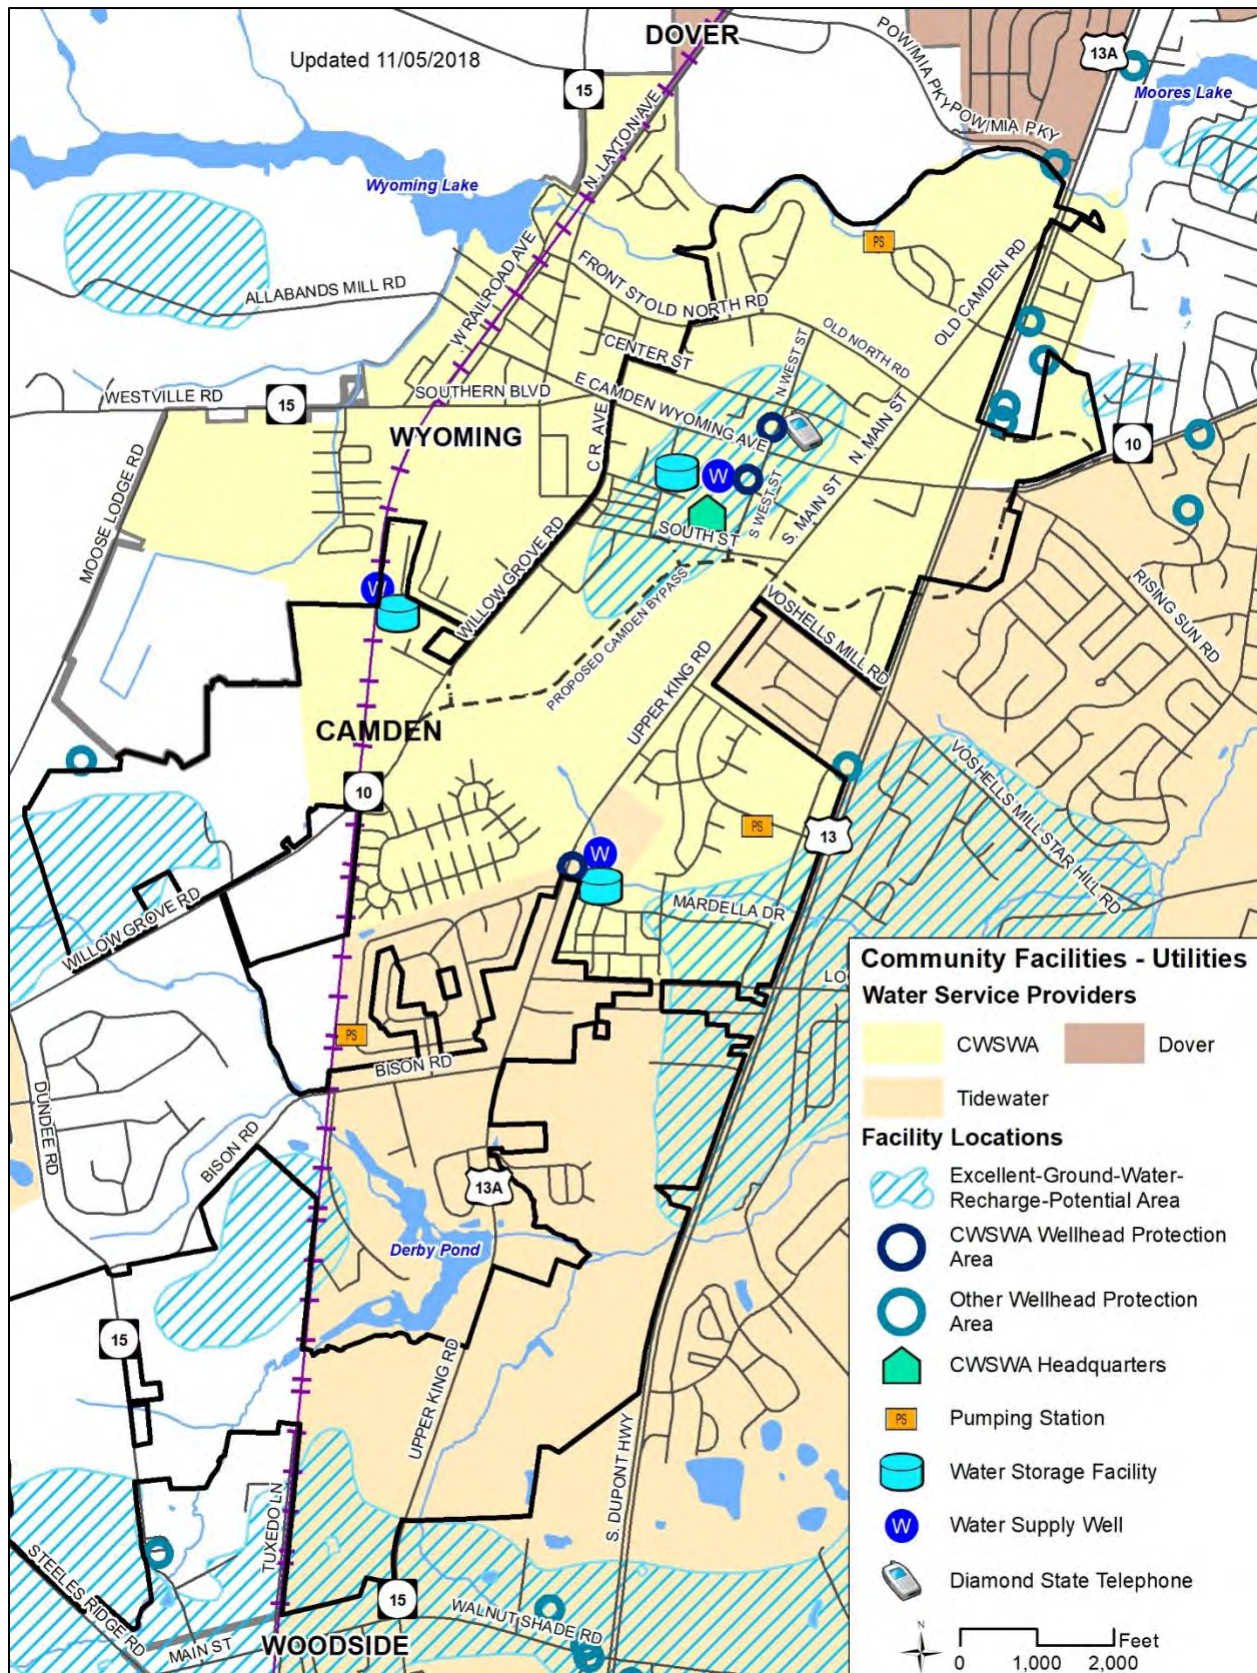 DOVER
Updated 11/05/2018
15
N. LAYTON AVE
POW/MIA PKY
POW/MIA PKY
13A
Moores Lake
Wyoming Lake
PS
ALLABANDS MILL RD
W RAILROAD AVE
FRONT ST
OLD NORTH RD
OLD NORTH RD
OLD CAMDEN RD
CENTER ST
N WEST ST
WESTVILLE RD
15
SOUTHERN BLVD
E CAMDEN WYOMING AVE
N. MAIN ST
WYOMING
C R AVE
10
W
S WEST ST
SOUTH ST
S. MAIN ST
MOOSE LODGE RD
WILLOW GROVE RD
W
PROPOSED CAMDEN BYPASS
VOSHELLS MILL RD
RISING SUN RD
UPPER KING RD
CAMDEN
10
VOSHELLS MILL STAR HILL RD
PS
13
W
MARDELLA DR
WILLOW GROVE RD
LO
PS
BISON RD
DUNDEE RD
BISON RD
13A
Derby Pond
15
UPPER KING RD
S. DUPONT HWY
TUXEDO LN
STEELES RIDGE RD
MAIN ST
15
WALNUT SHADE RD
WOODSIDE
Community Facilities - Utilities
Water Service Providers
CWSWA
Dover
Tidewater
Facility Locations
Excellent-Ground-Water-
Recharge-Potential Area
CWSWA Wellhead Protection
Area
Other Wellhead Protection
Area
CWSWA Headquarters
PS
Pumping Station
Water Storage Facility
W
Water Supply Well
Diamond State Telephone
N
Feet
0 1,000 2,000